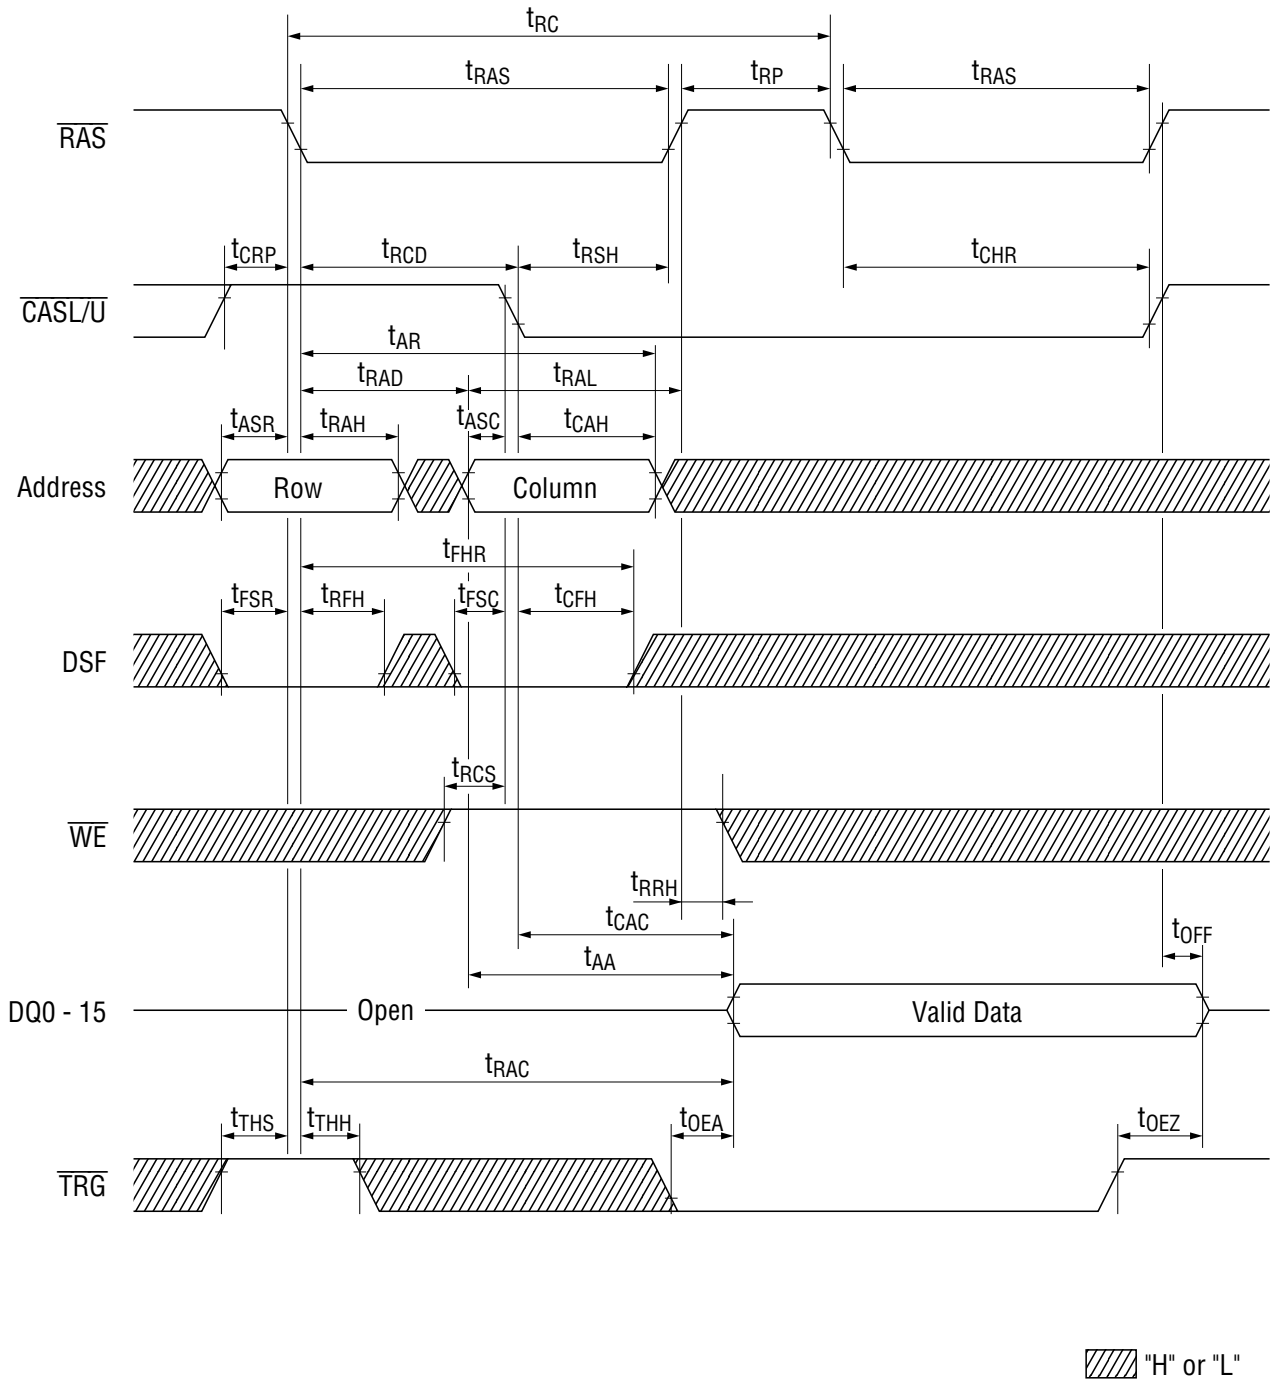 tRC
tRAS tRP tRAS
RAS
tCRP tRCD tRSH tCHR
CASL/U
tAR
tRAD tRAL
tASR tRAH tASC tCAH
Address Row Column
tFHR
tFSR tRFH tFSC tCFH
DSF
tRCS
WE
tRRH
tCAC
tOFF
tAA
DQ0 - 15 Open Valid Data
tRAC
tTHS tTHH tOEA tOEZ
TRG
"H" or "L"